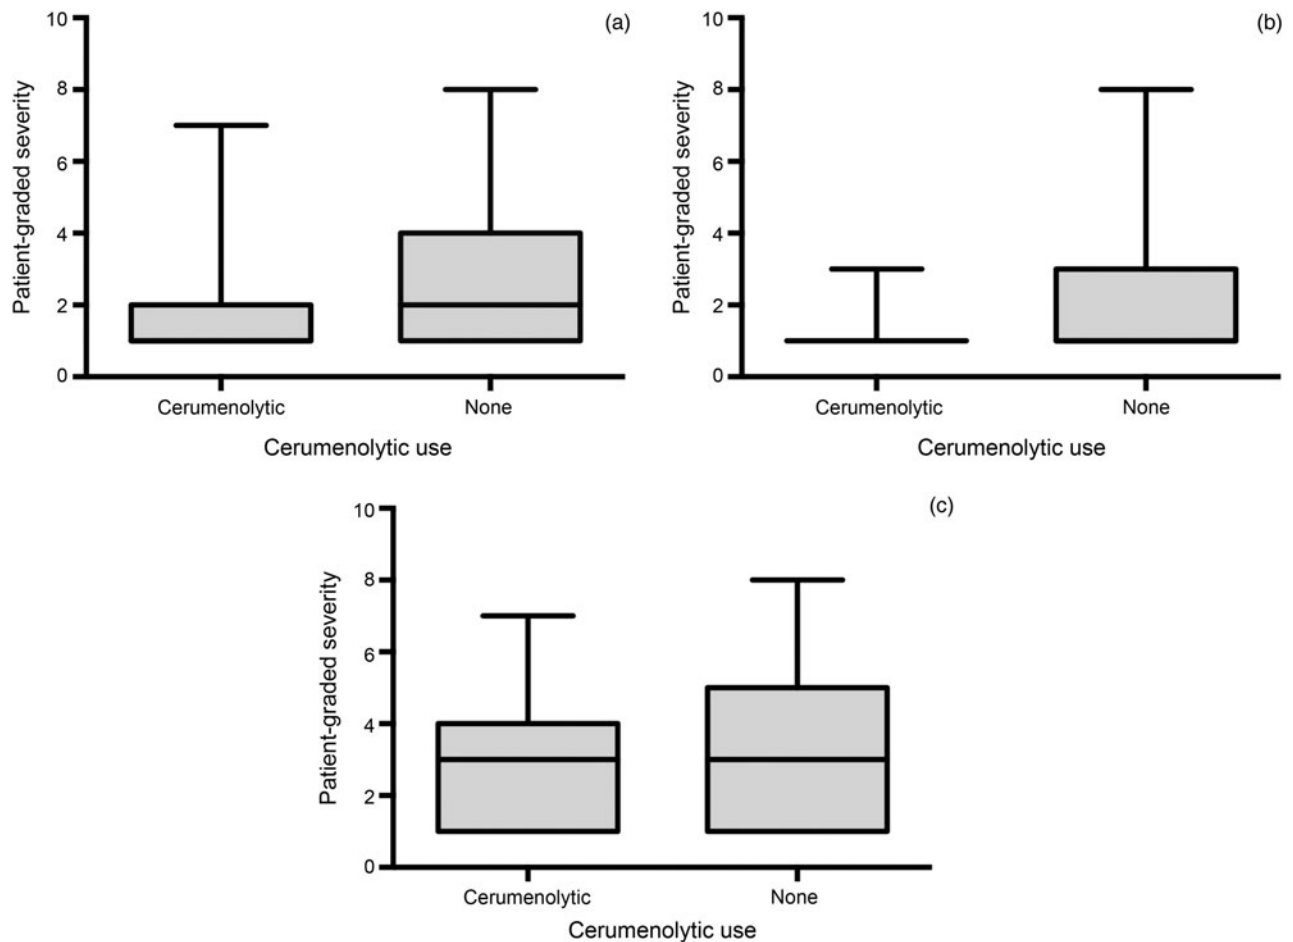 (a)
Patient-graded severity
10
8
6
4
2
0
Cerumenolytic None
Cerumenolytic use
(b)
Patient-graded severity
10
8
6
4
2
0
Cerumenolytic None
Cerumenolytic use
(c)
Patient-graded severity
10
8
6
4
2
0
Cerumenolytic None
Cerumenolytic use